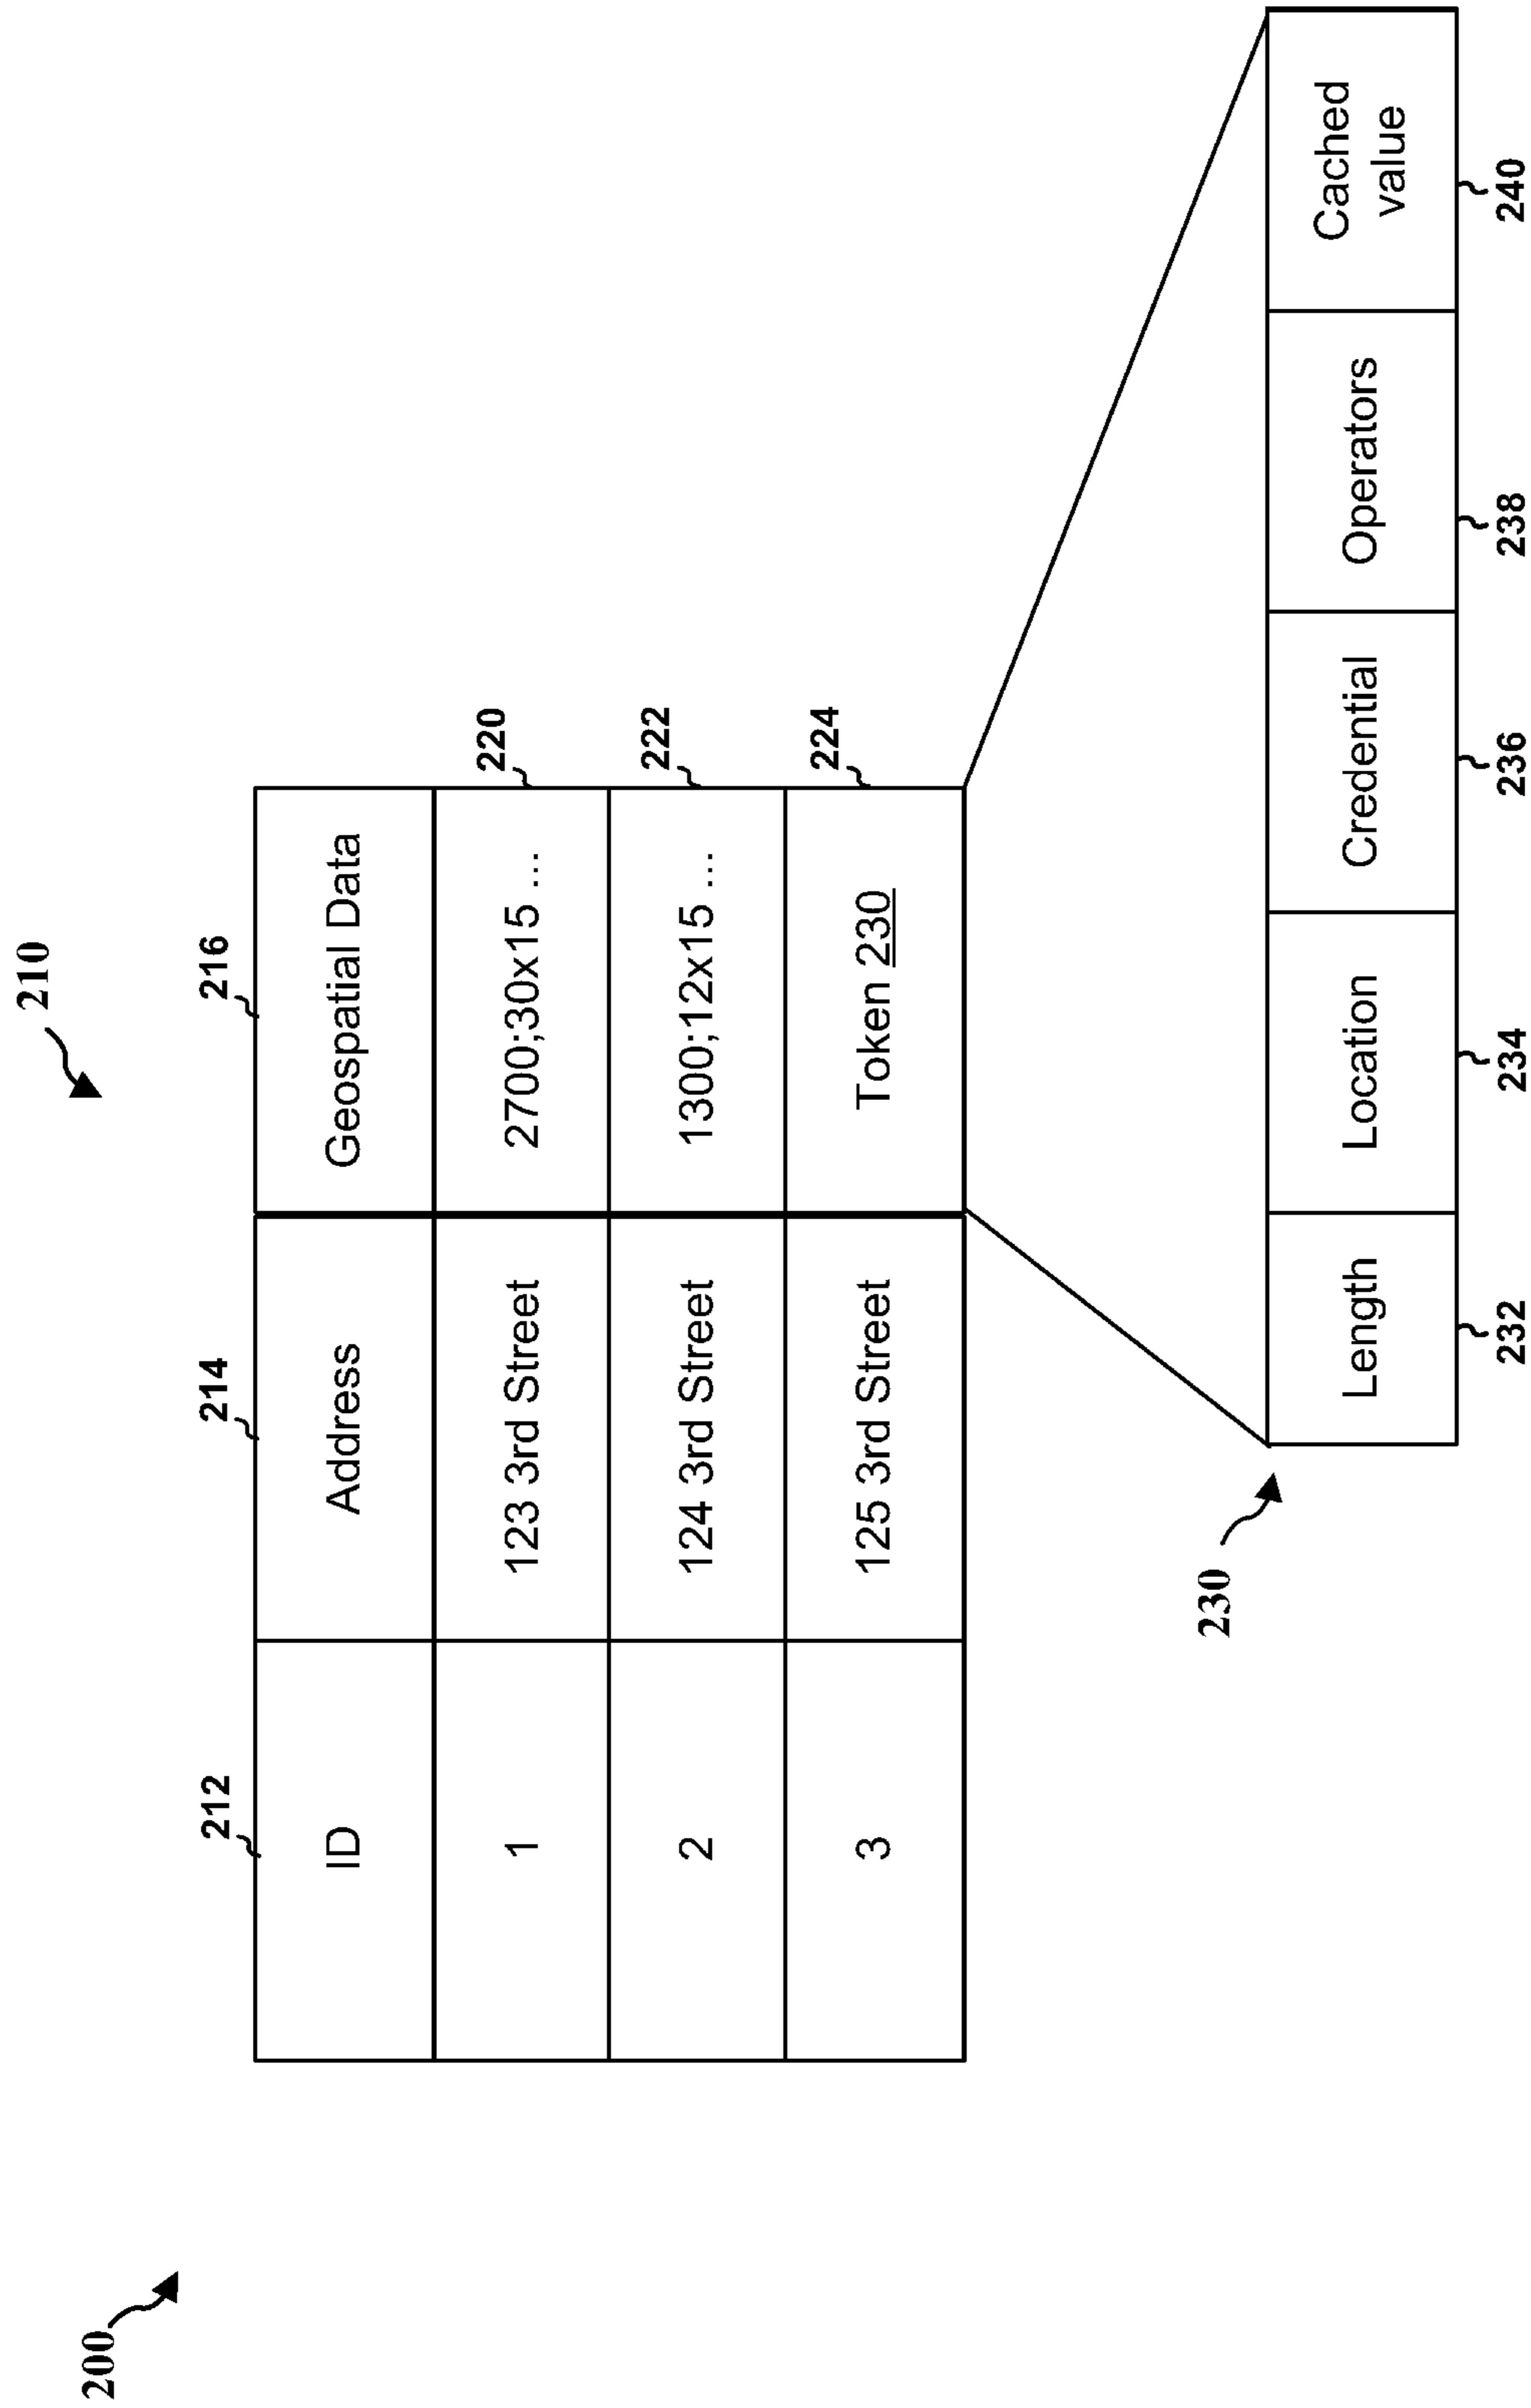 200
210
212
214
216
ID
Address
Geospatial Data
1
123 3rd Street
2700;30x15 ...
220
2
124 3rd Street
1300;12x15 ...
222
3
125 3rd Street
Token 230
224
230
Length
Location
Credential
Operators
Cached
value
232
234
236
238
240